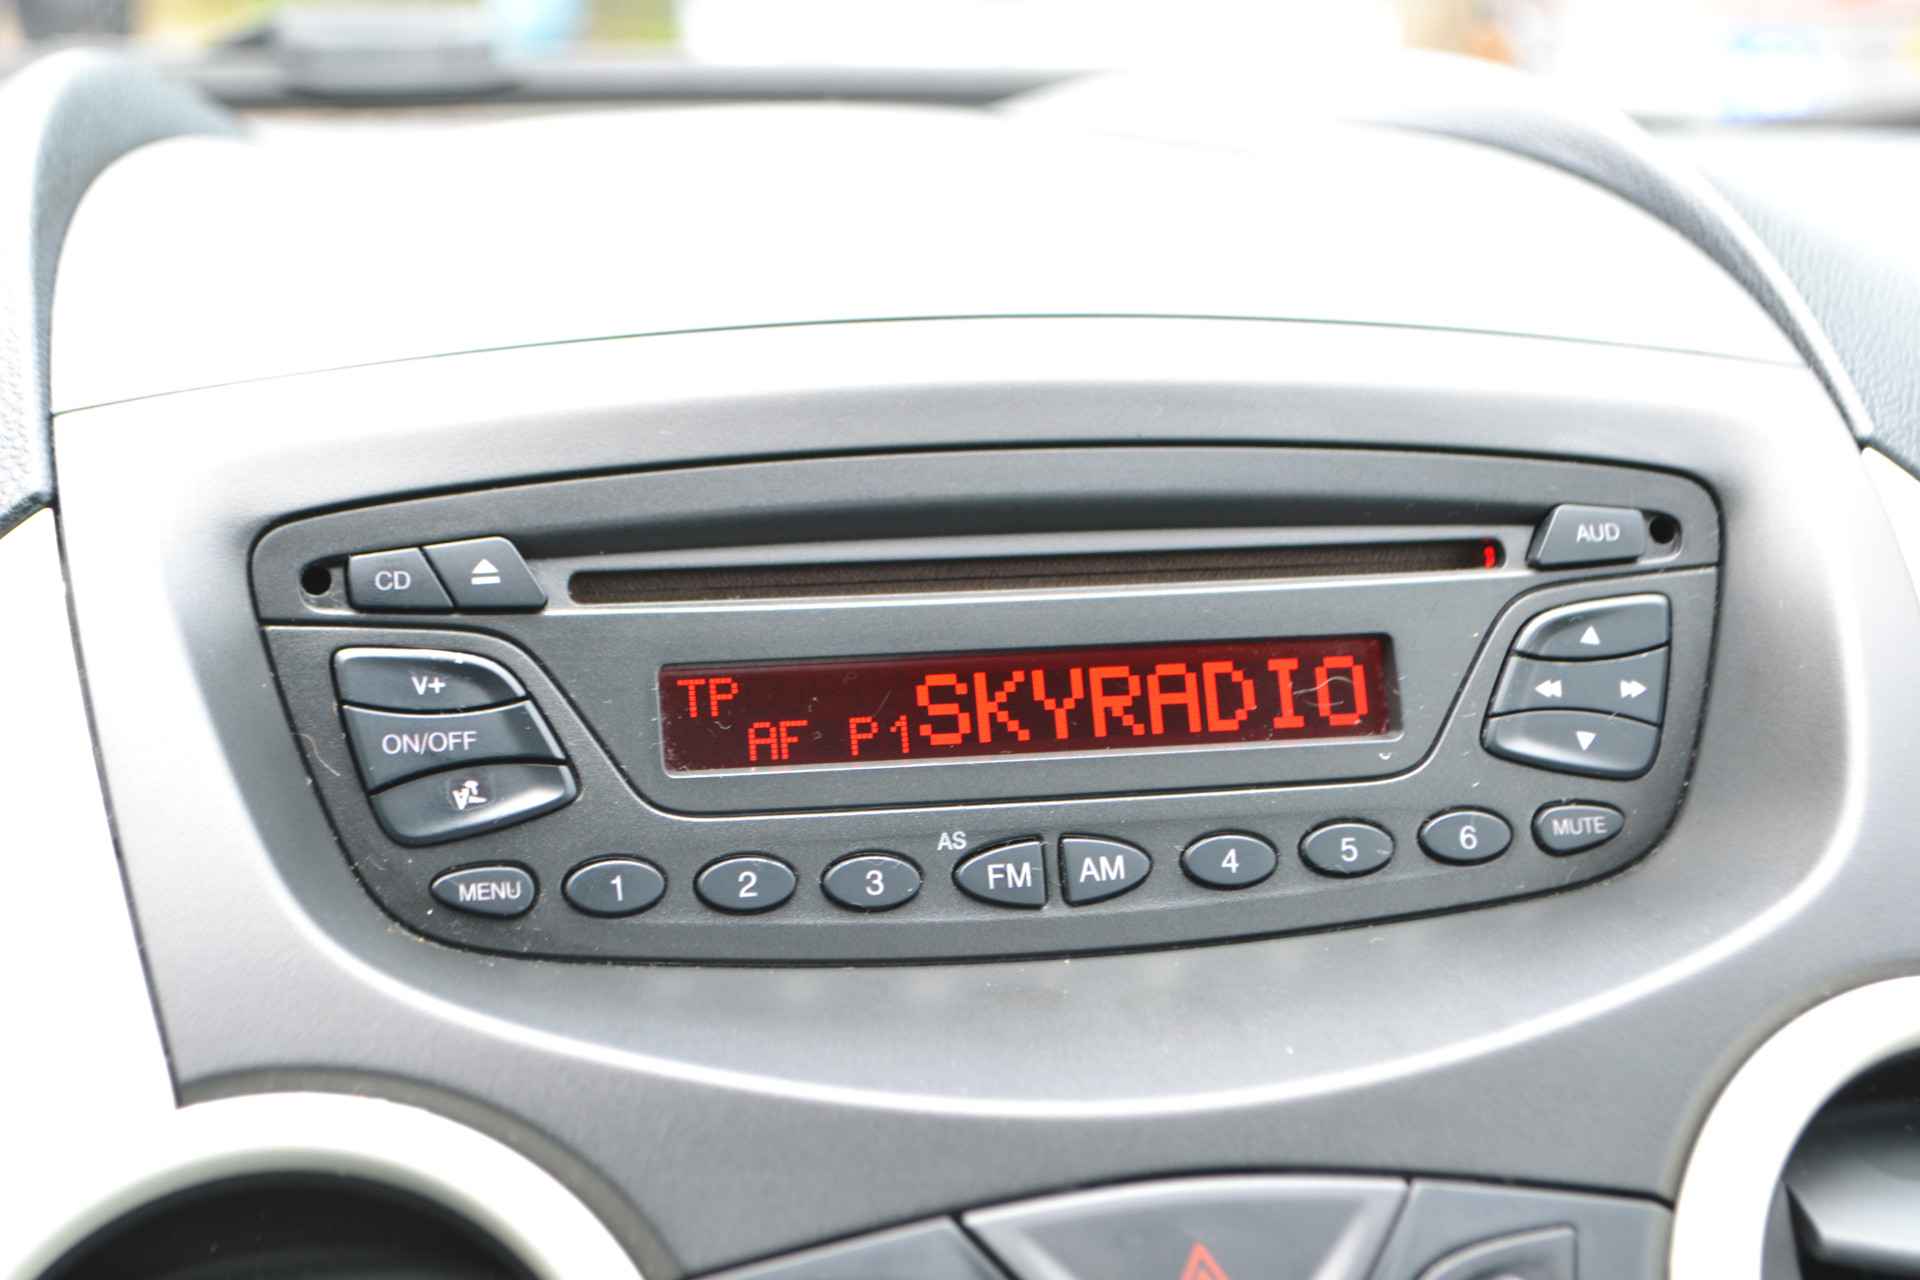 CD
AUD
V+
ON/OFF
TP
AF P1 SKYRADIO
MENU 1 2 3 AS FM AM 4 5 6 MUTE